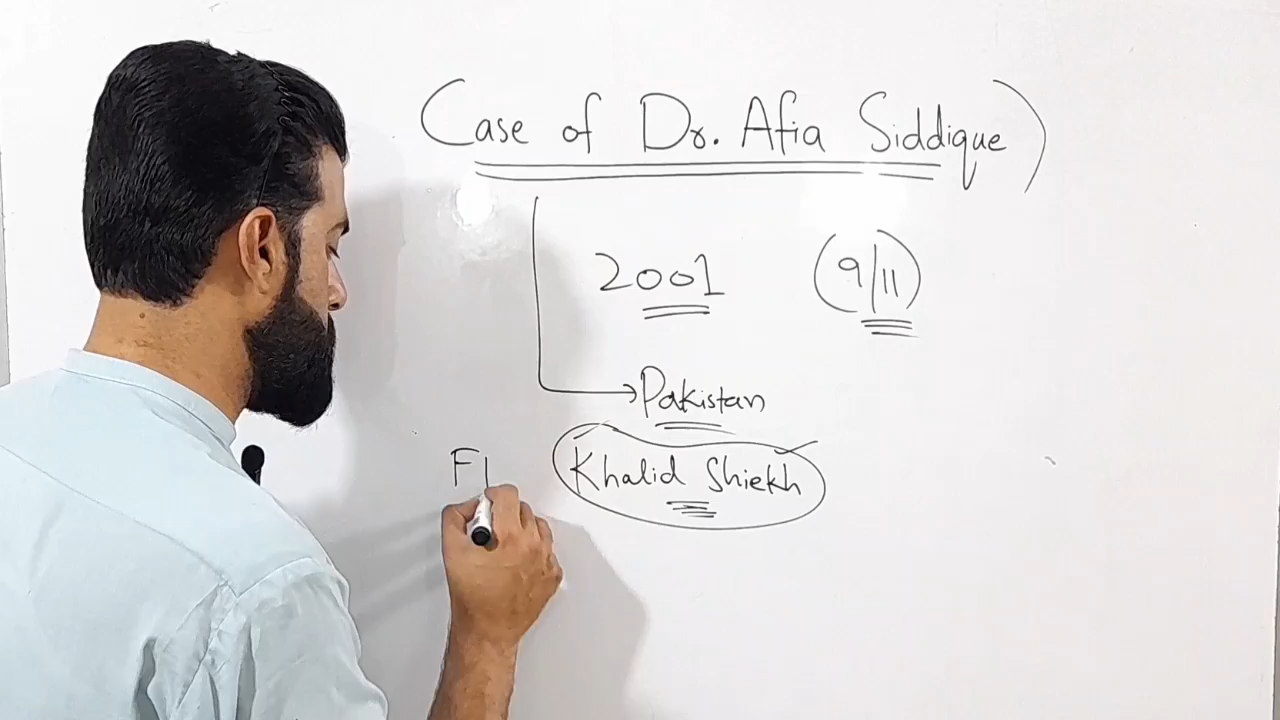 Case of Dr. Afia Siddique)
2001 (9/11)
Pakistan
Khalid Shiekh